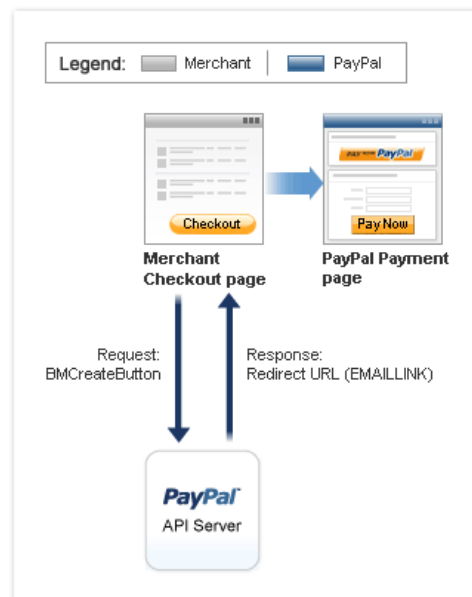 Legend: Merchant PayPal
PayPal
Checkout
Pay Now
Merchant
Checkout page
PayPal Payment
page
Request:
BMCreateButton
Response:
Redirect URL (EMAILLINK)
PayPal
API Server